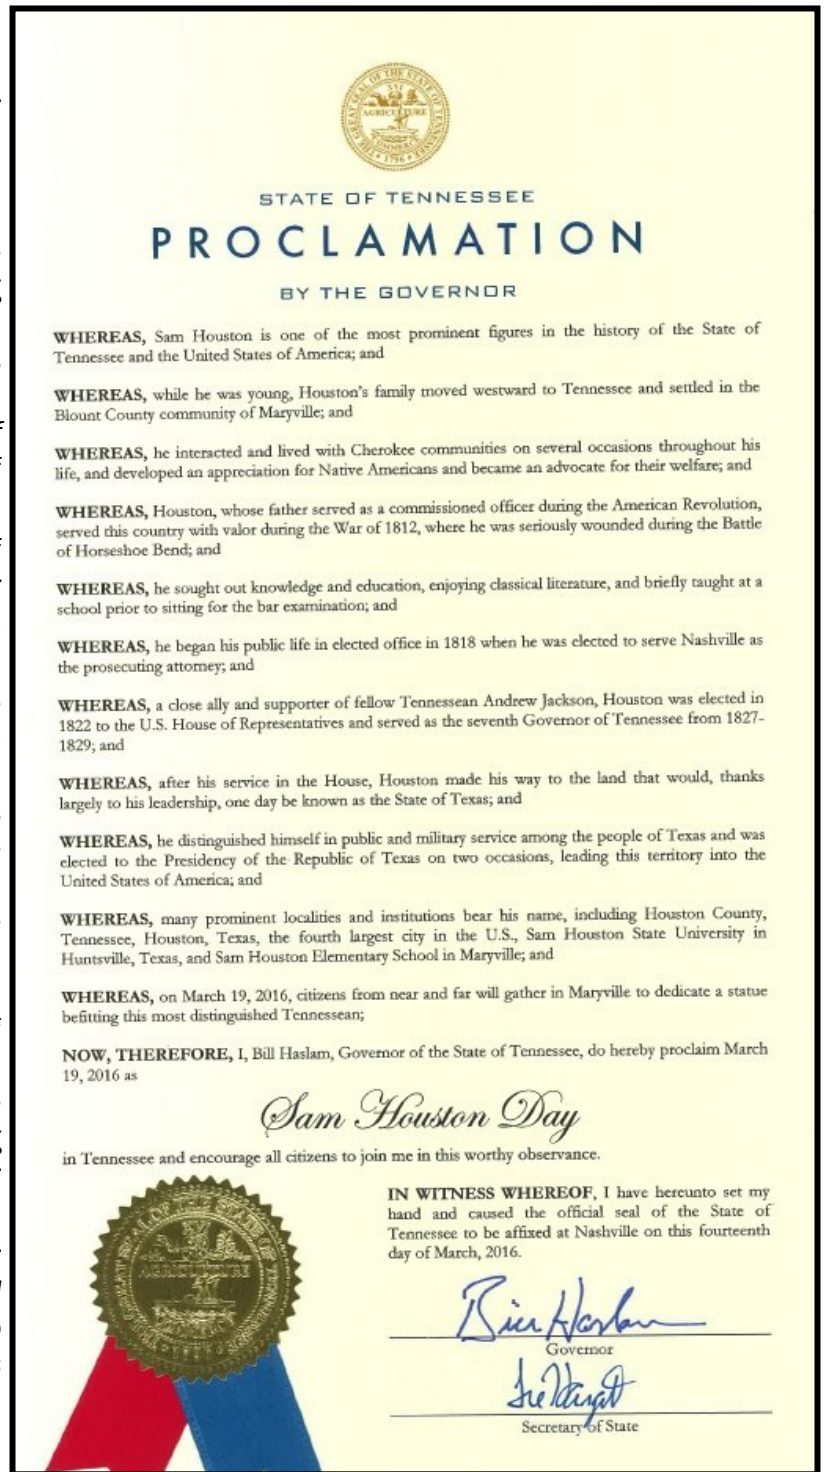 THE GREAT SEAL OF THE STATE OF TENNESSEE
XVI
AGRICULTURE
COMMERCE
1796
STATE OF TENNESSEE
PROCLAMATION
BY THE GOVERNOR
WHEREAS, Sam Houston is one of the most prominent figures in the history of the State of
Tennessee and the United States of America; and
WHEREAS, while he was young, Houston's family moved westward to Tennessee and settled in the
Blount County community of Maryville; and
WHEREAS, he interacted and lived with Cherokee communities on several occasions throughout his
life, and developed an appreciation for Native Americans and became an advocate for their welfare; and
WHEREAS, Houston, whose father served as a commissioned officer during the American Revolution,
served this country with valor during the War of 1812, where he was seriously wounded during the Battle
of Horseshoe Bend; and
WHEREAS, he sought out knowledge and education, enjoying classical literature, and briefly taught at a
school prior to sitting for the bar examination; and
WHEREAS, he began his public life in elected office in 1818 when he was elected to serve Nashville as
the prosecuting attorney; and
WHEREAS, a close ally and supporter of fellow Tennessean Andrew Jackson, Houston was elected in
1822 to the U.S. House of Representatives and served as the seventh Governor of Tennessee from 1827-
1829; and
WHEREAS, after his service in the House, Houston made his way to the land that would, thanks
largely to his leadership, one day be known as the State of Texas; and
WHEREAS, he distinguished himself in public and military service among the people of Texas and was
elected to the Presidency of the Republic of Texas on two occasions, leading this territory into the
United States of America; and
WHEREAS, many prominent localities and institutions bear his name, including Houston County,
Tennessee, Houston, Texas, the fourth largest city in the U.S., Sam Houston State University in
Huntsville, Texas, and Sam Houston Elementary School in Maryville; and
WHEREAS, on March 19, 2016, citizens from near and far will gather in Maryville to dedicate a statue
befitting this most distinguished Tennessean;
NOW, THEREFORE, I, Bill Haslam, Governor of the State of Tennessee, do hereby proclaim March
19, 2016 as
Sam Houston Day
in Tennessee and encourage all citizens to join me in this worthy observance.
IN WITNESS WHEREOF, I have hereunto set my
hand and caused the official seal of the State of
Tennessee to be affixed at Nashville on this fourteenth
day of March, 2016.
AGRICULTURE
Bill Haslam
Governor
Tre Hargett
Secretary of State